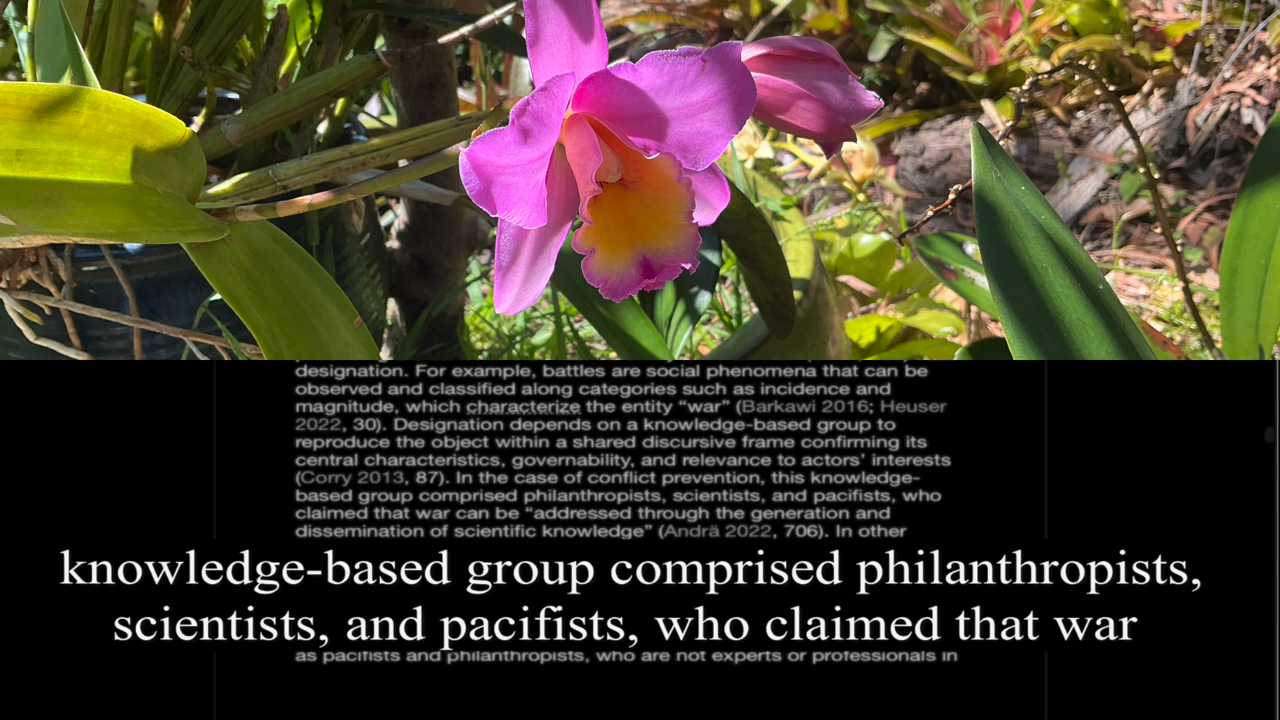 designation. For example, battles are social phenomena that can be
observed and classified along categories such as incidence and
magnitude, which characterize the entity “war” (Barkawi 2016; Heuser
2022, 30). Designation depends on a knowledge-based group to
reproduce the object within a shared discursive frame confirming its
central characteristics, governability, and relevance to actors’ interests
(Corry 2013, 87). In the case of conflict prevention, this knowledge-
based group comprised philanthropists, scientists, and pacifists, who
claimed that war can be “addressed through the generation and
dissemination of scientific knowledge” (Andrä 2022, 706). In other
knowledge-based group comprised philanthropists,
scientists, and pacifists, who claimed that war
as pacifists and philanthropists, who are not experts or professionals in